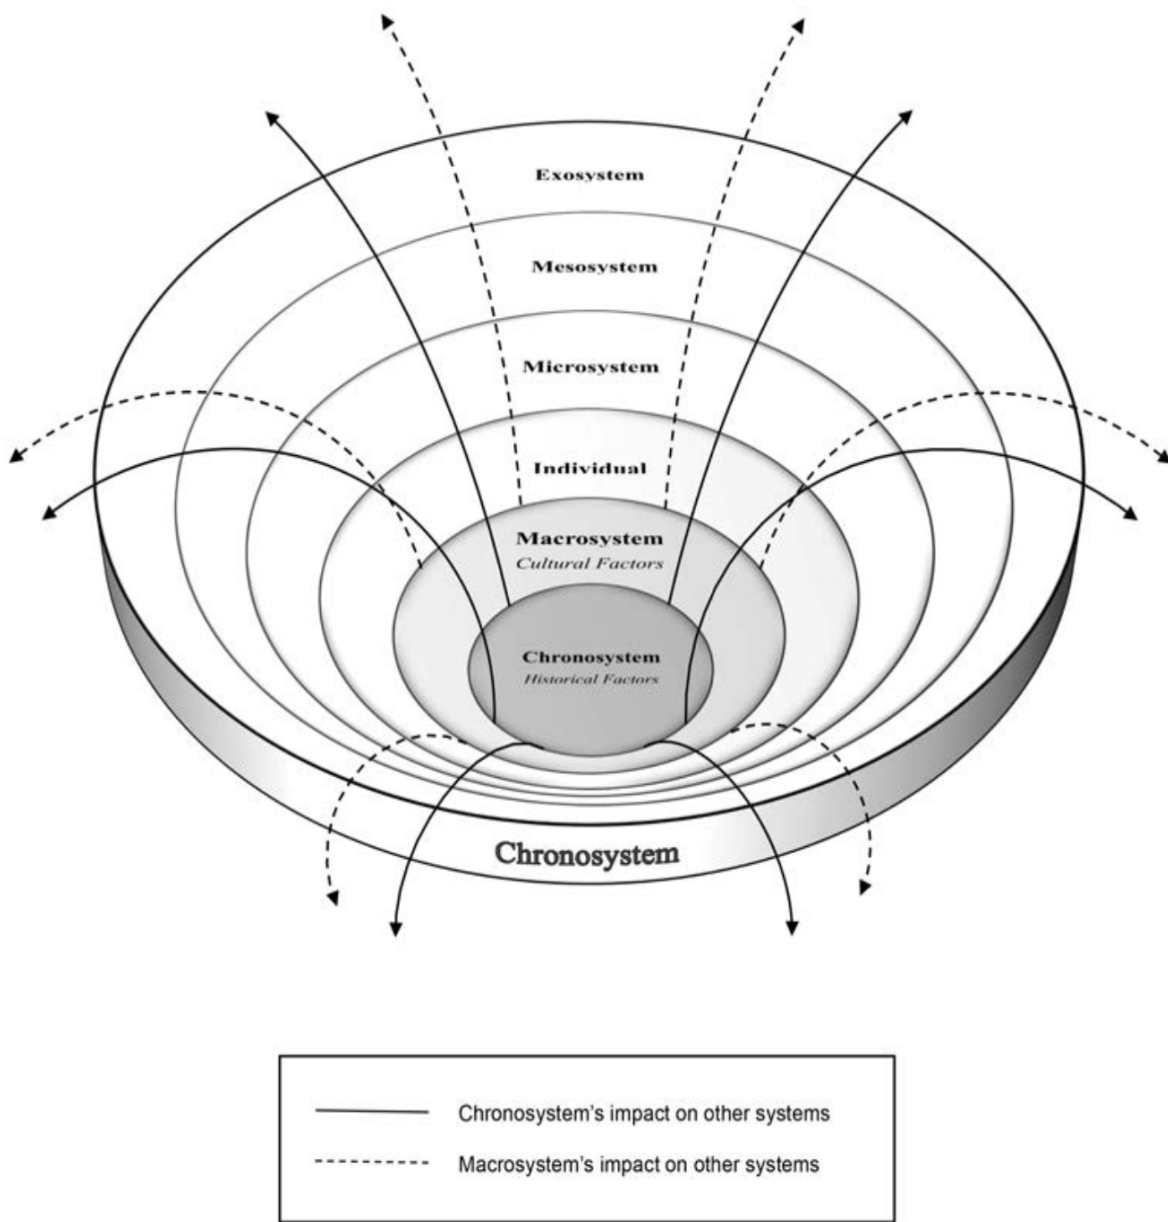 Exosystem
Mesosystem
Microsystem
Individual
Macrosystem
Cultural Factors
Chronosystem
Historical Factors
Chronosystem
Chronosystem's impact on other systems
Macrosystem's impact on other systems